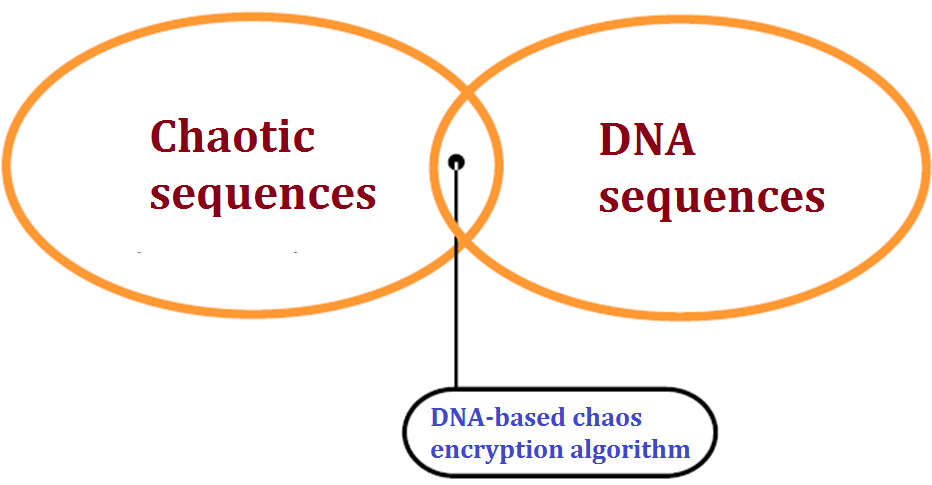 Chaotic
sequences
DNA
sequences
DNA-based chaos
encryption algorithm